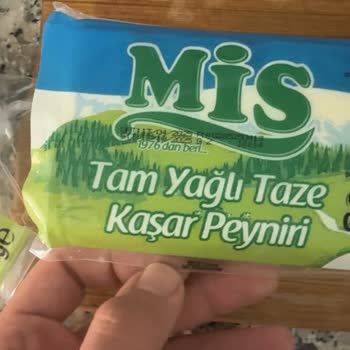 MİS
1976'dan beri...
Tam Yağlı Taze
Kaşar Peyniri